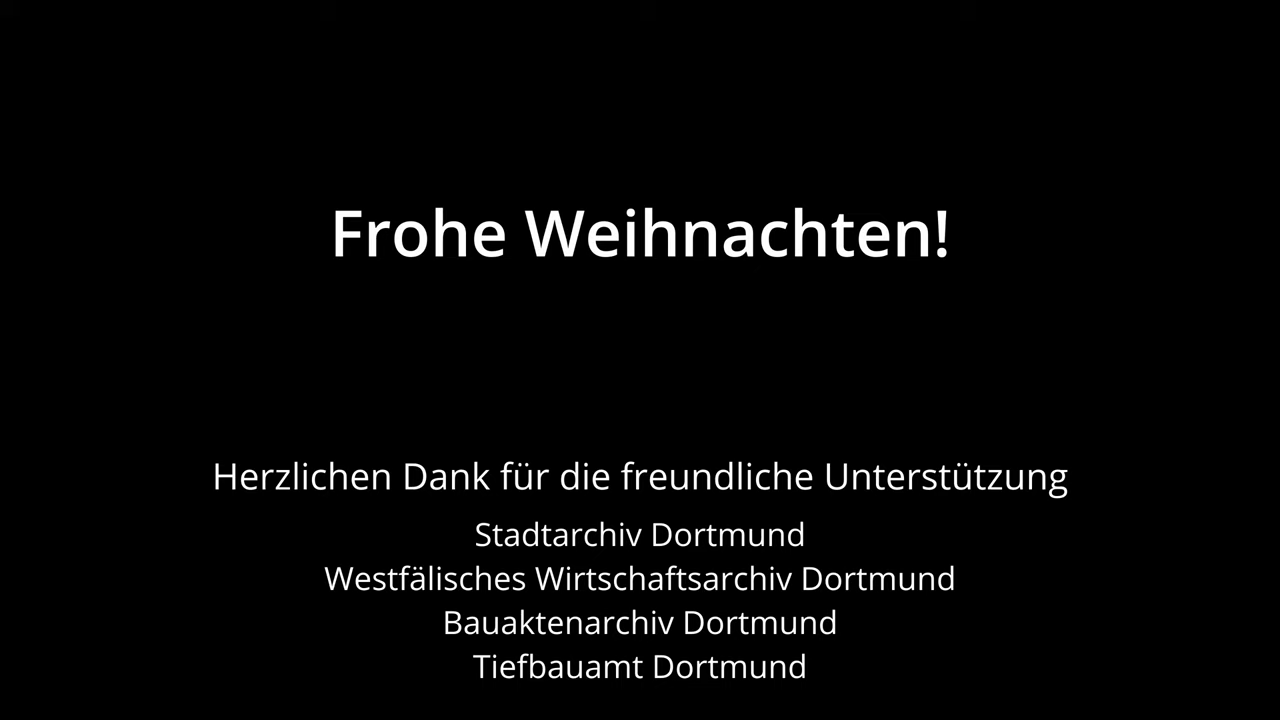 Frohe Weihnachten!
Herzlichen Dank für die freundliche Unterstützung
Stadtarchiv Dortmund
Westfälisches Wirtschaftsarchiv Dortmund
Bauaktenarchiv Dortmund
Tiefbauamt Dortmund